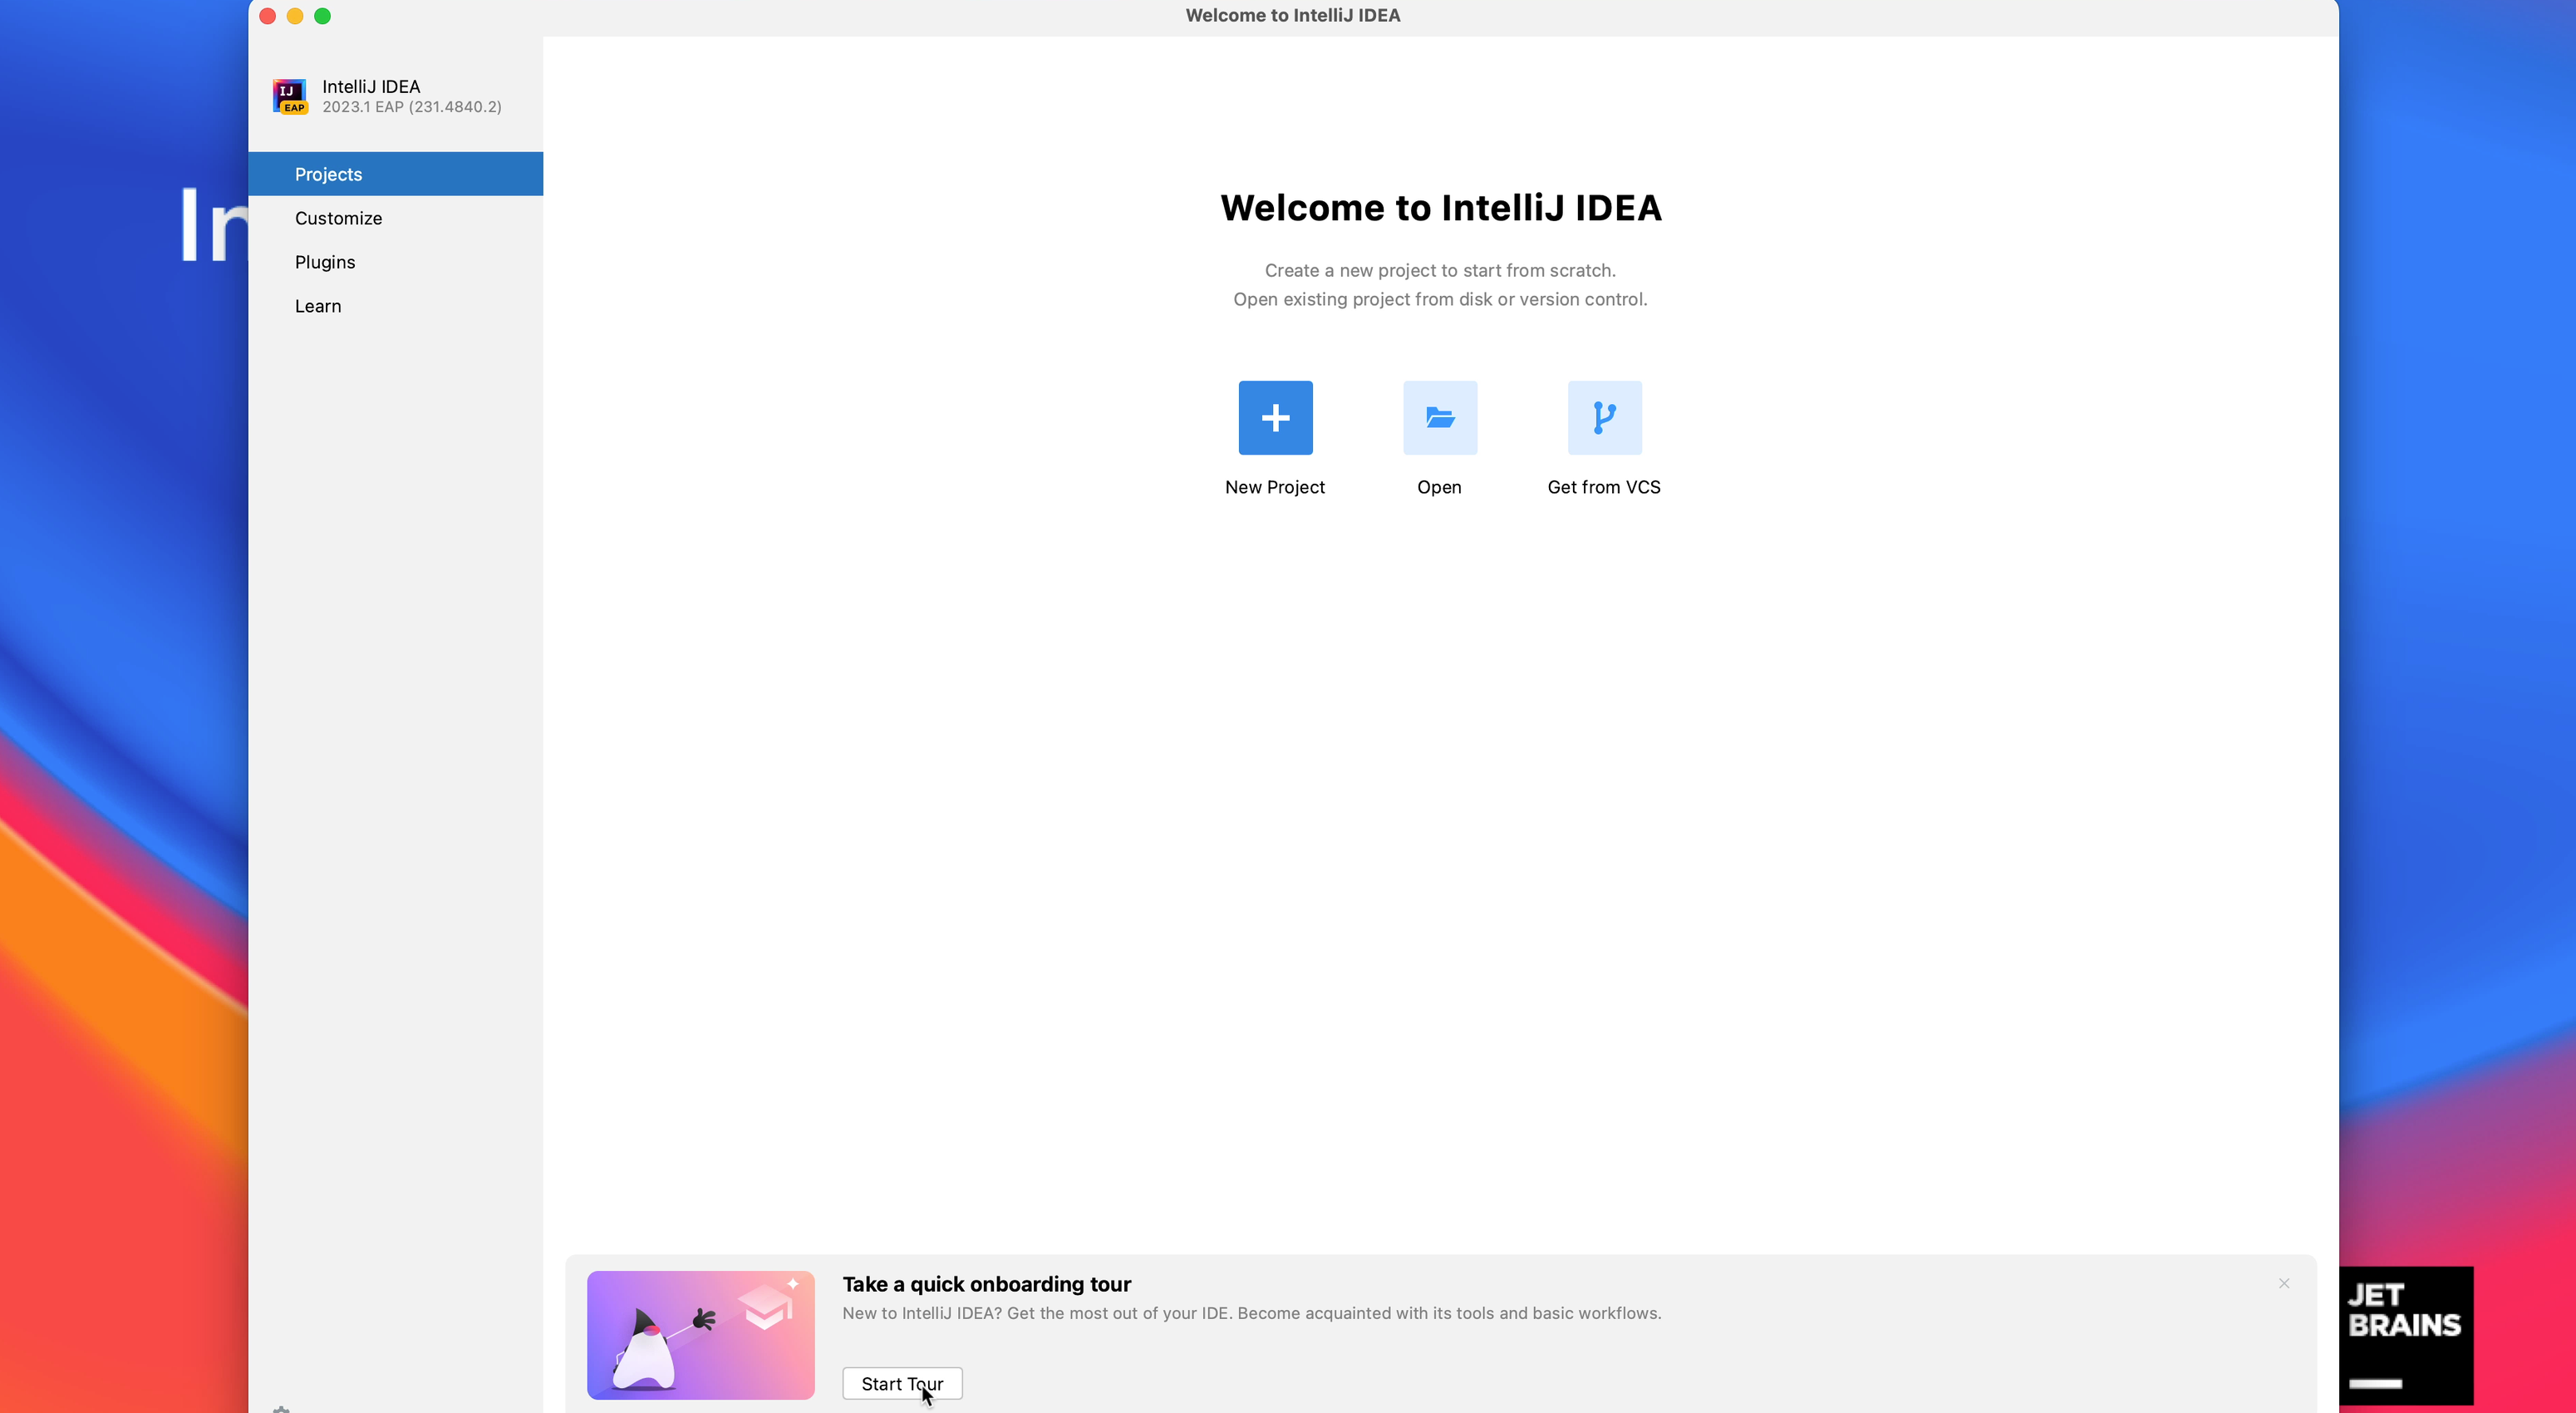 Welcome to IntelliJ IDEA
IJ
EAP
IntelliJ IDEA
2023.1 EAP (231.4840.2)
Projects
Customize
Plugins
Learn
In
Welcome to IntelliJ IDEA
Create a new project to start from scratch.
Open existing project from disk or version control.
New Project
Open
Get from VCS
Take a quick onboarding tour
New to IntelliJ IDEA? Get the most out of your IDE. Become acquainted with its tools and basic workflows.
Start Tour
JET
BRAINS